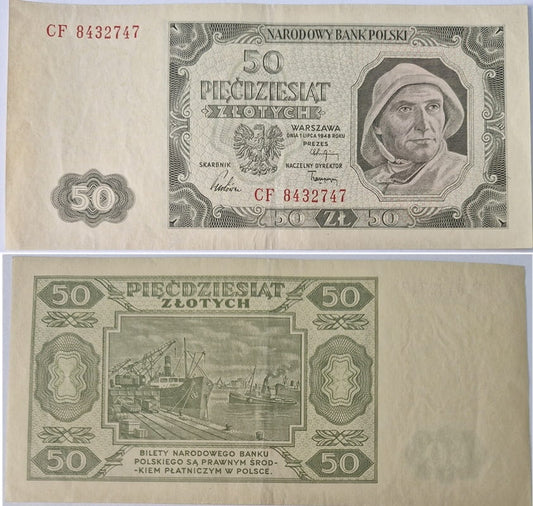 CF 8432747
NARODOWY BANK POLSKI
50
PIĘĆDZIESIĄT
ZŁOTYCH
WARSZAWA
DNIA 1 LIPCA 1948 ROKU
PREZES
SKARBNIK
NACZELNY DYREKTOR
CF 8432747
50
50 ZŁ 50
50 PIĘĆDZIESIĄT 50
ZŁOTYCH
BILETY NARODOWEGO BANKU
POLSKIEGO SĄ PRAWNYM ŚROD-
-KIEM PŁATNICZYM W POLSCE.
50 50